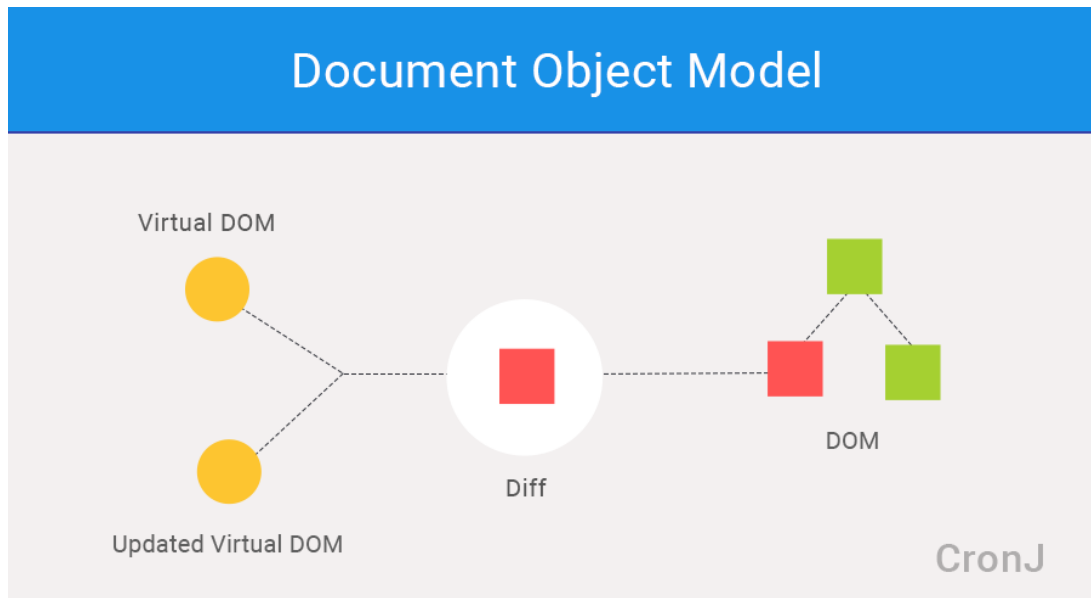 Document Object Model
Virtual DOM
Updated Virtual DOM
Diff
DOM
CronJ